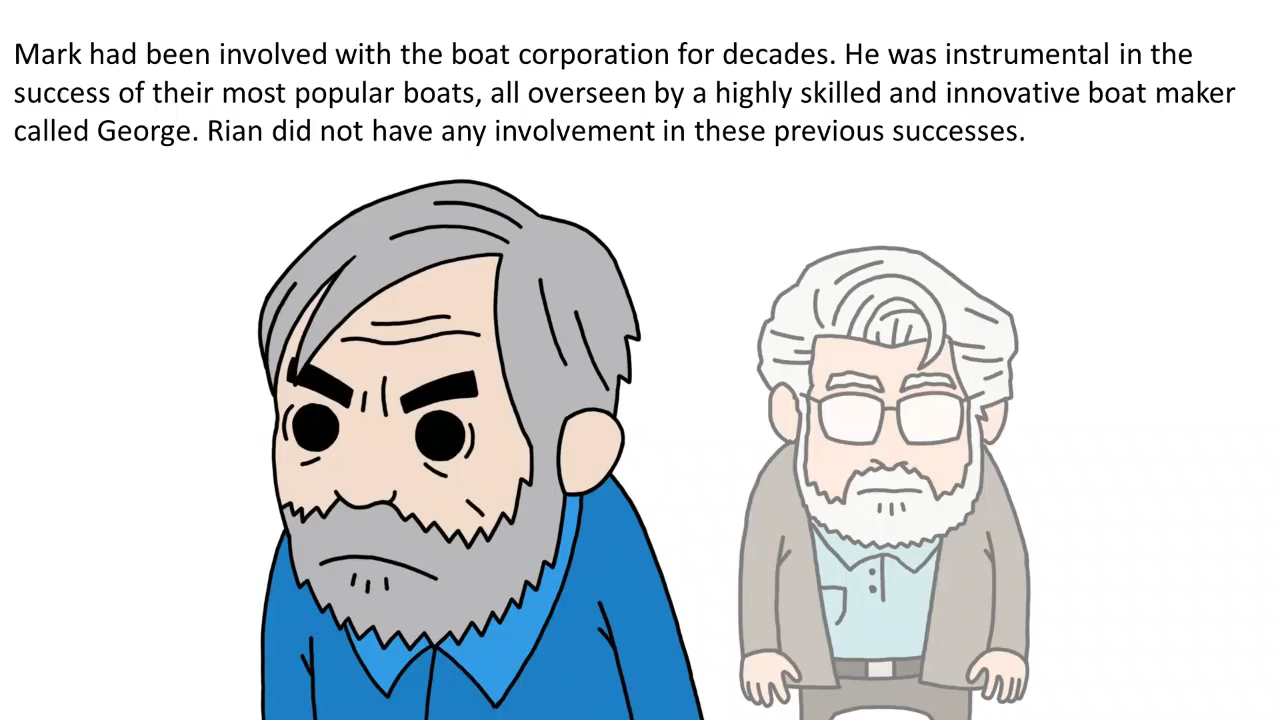 Mark had been involved with the boat corporation for decades. He was instrumental in the
success of their most popular boats, all overseen by a highly skilled and innovative boat maker
called George. Rian did not have any involvement in these previous successes.